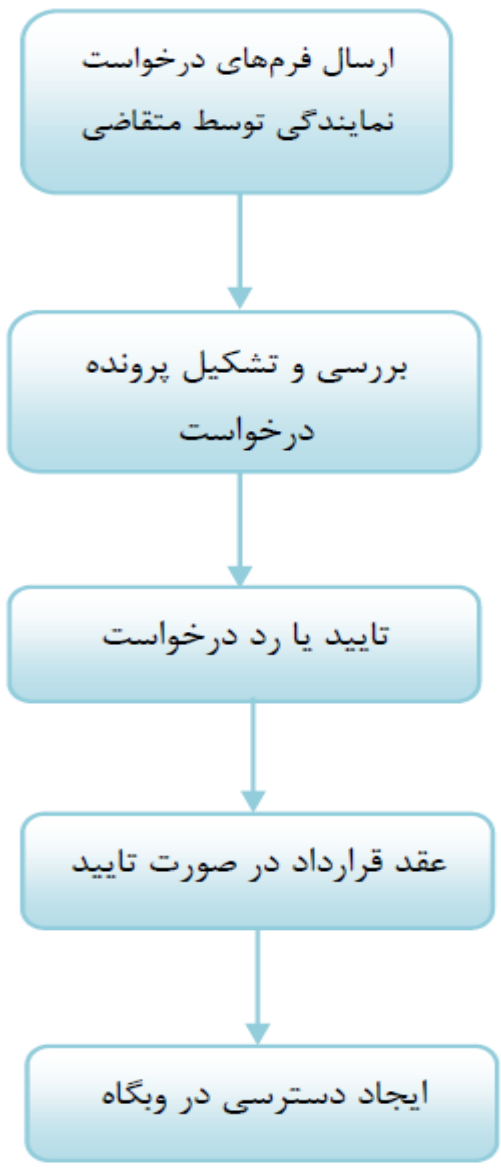 ارسال فرم‌های درخواست
نمایندگی توسط متقاضی
بررسی و تشکیل پرونده
درخواست
تایید یا رد درخواست
عقد قرارداد در صورت تایید
ایجاد دسترسی در وبگاه